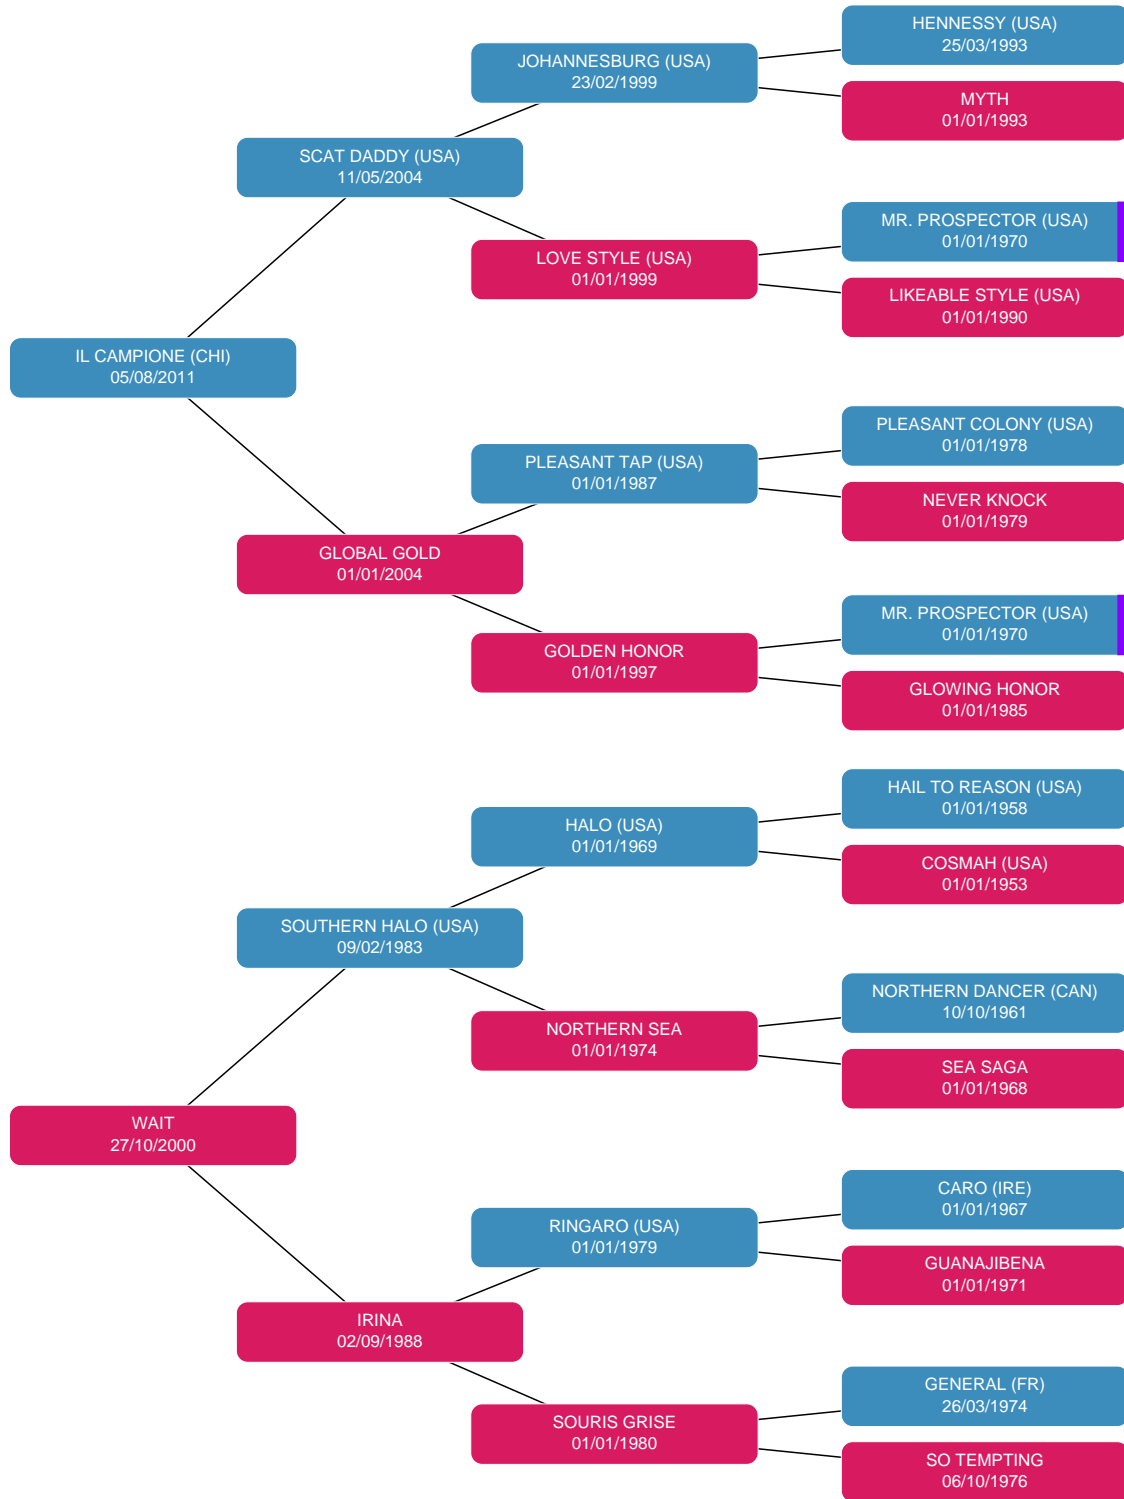 HENNESSY (USA)
25/03/1993
JOHANNESBURG (USA)
23/02/1999
MYTH
01/01/1993
SCAT DADDY (USA)
11/05/2004
MR. PROSPECTOR (USA)
01/01/1970
LOVE STYLE (USA)
01/01/1999
LIKEABLE STYLE (USA)
01/01/1990
IL CAMPIONE (CHI)
05/08/2011
PLEASANT COLONY (USA)
01/01/1978
PLEASANT TAP (USA)
01/01/1987
NEVER KNOCK
01/01/1979
GLOBAL GOLD
01/01/2004
MR. PROSPECTOR (USA)
01/01/1970
GOLDEN HONOR
01/01/1997
GLOWING HONOR
01/01/1985
HAIL TO REASON (USA)
01/01/1958
HALO (USA)
01/01/1969
COSMAH (USA)
01/01/1953
SOUTHERN HALO (USA)
09/02/1983
NORTHERN DANCER (CAN)
10/10/1961
NORTHERN SEA
01/01/1974
SEA SAGA
01/01/1968
WAIT
27/10/2000
CARO (IRE)
01/01/1967
RINGARO (USA)
01/01/1979
GUANAJIBENA
01/01/1971
IRINA
02/09/1988
GENERAL (FR)
26/03/1974
SOURIS GRISE
01/01/1980
SO TEMPTING
06/10/1976